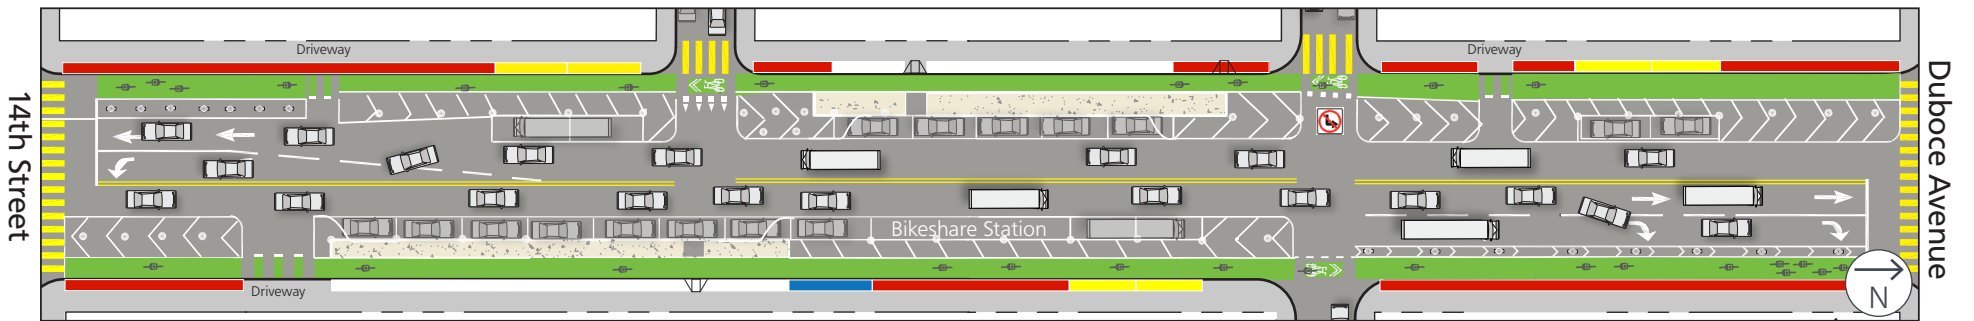 Driveway
Driveway
14th Street
Duboce Avenue
Bikeshare Station
Driveway
N